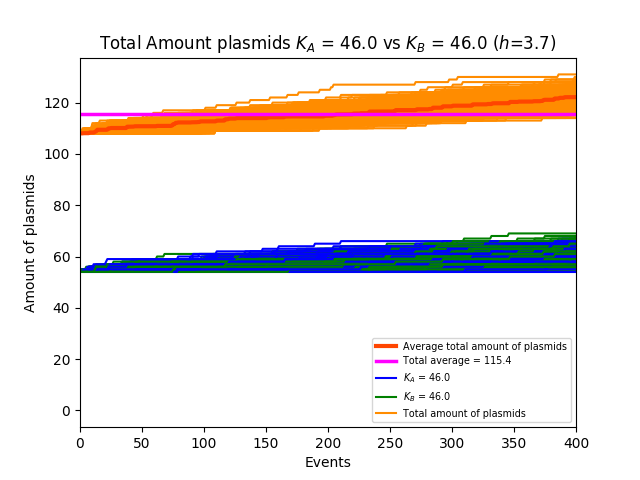 Total Amount plasmids K_A = 46.0 vs K_B = 46.0 (h=3.7)
Amount of plasmids
120
100
80
60
40
20
0
0 50 100 150 200 250 300 350 400
Events
Average total amount of plasmids
Total average = 115.4
K_A = 46.0
K_B = 46.0
Total amount of plasmids